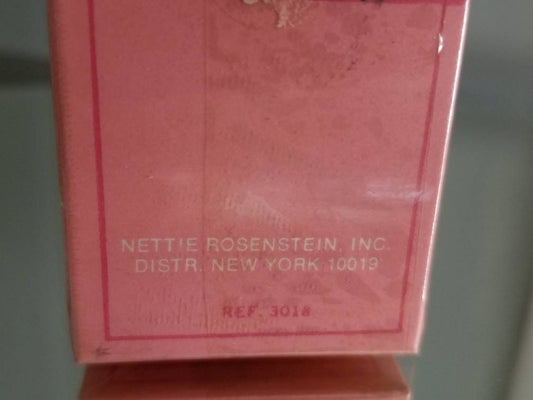 NETTIE ROSENSTEIN, INC.
DISTR. NEW YORK 10019
REF. 3018